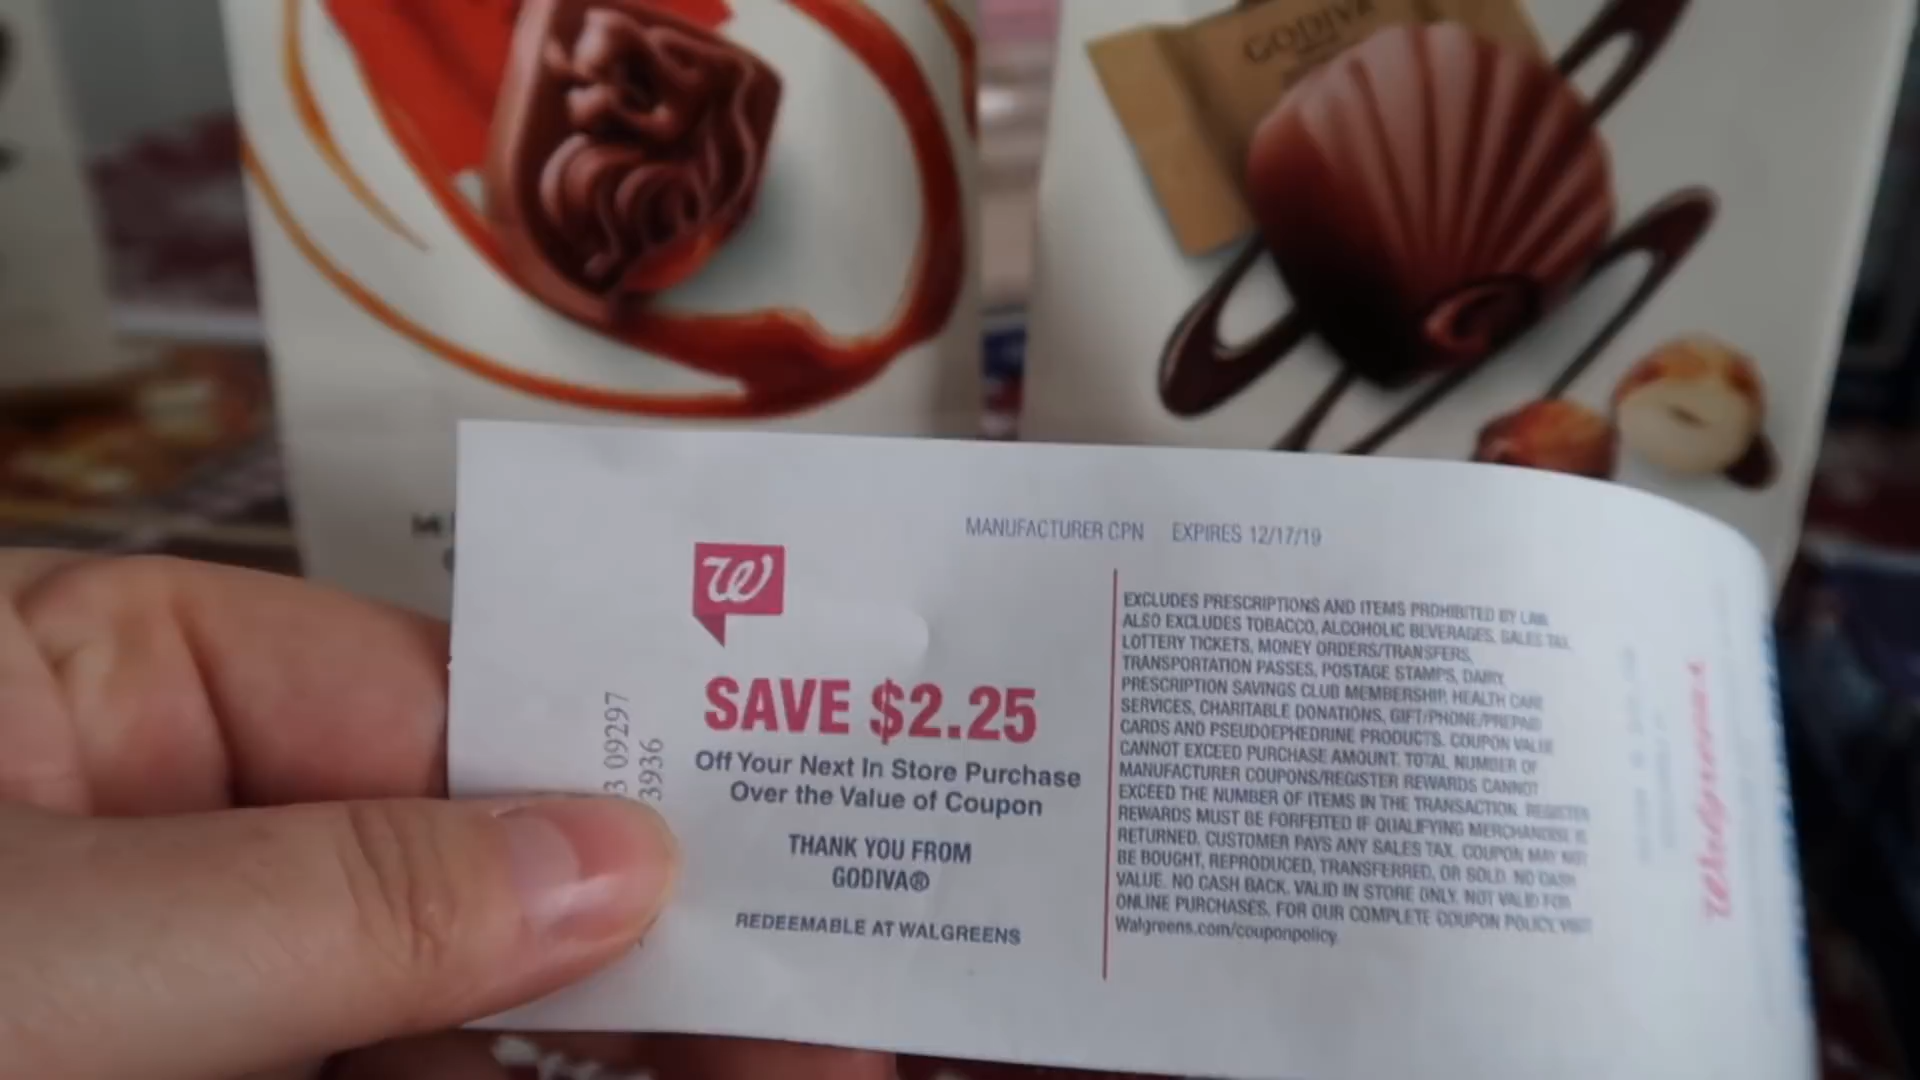 GODIVA
MANUFACTURER CPN EXPIRES 12/17/19
W
SAVE $2.25
Off Your Next In Store Purchase
Over the Value of Coupon
THANK YOU FROM
GODIVA®
REDEEMABLE AT WALGREENS
09297
3936
EXCLUDES PRESCRIPTIONS AND ITEMS PROHIBITED BY LAW.
ALSO EXCLUDES TOBACCO, ALCOHOLIC BEVERAGES, SALES TAX,
LOTTERY TICKETS, MONEY ORDERS/TRANSFERS,
TRANSPORTATION PASSES, POSTAGE STAMPS, DAIRY,
PRESCRIPTION SAVINGS CLUB MEMBERSHIP, HEALTH CARE
SERVICES, CHARITABLE DONATIONS, GIFT/PHONE/PREPAID
CARDS AND PSEUDOEPHEDRINE PRODUCTS. COUPON VALUE
CANNOT EXCEED PURCHASE AMOUNT. TOTAL NUMBER OF
MANUFACTURER COUPONS/REGISTER REWARDS CANNOT
EXCEED THE NUMBER OF ITEMS IN THE TRANSACTION. REGISTER
REWARDS MUST BE FORFEITED IF QUALIFYING MERCHANDISE IS
RETURNED. CUSTOMER PAYS ANY SALES TAX. COUPON MAY NOT
BE BOUGHT, REPRODUCED, TRANSFERRED, OR SOLD. NO CASH
VALUE. NO CASH BACK. VALID IN STORE ONLY. NOT VALID FOR
ONLINE PURCHASES. FOR OUR COMPLETE COUPON POLICY, VISIT
Walgreens.com/couponpolicy.
Walgreens